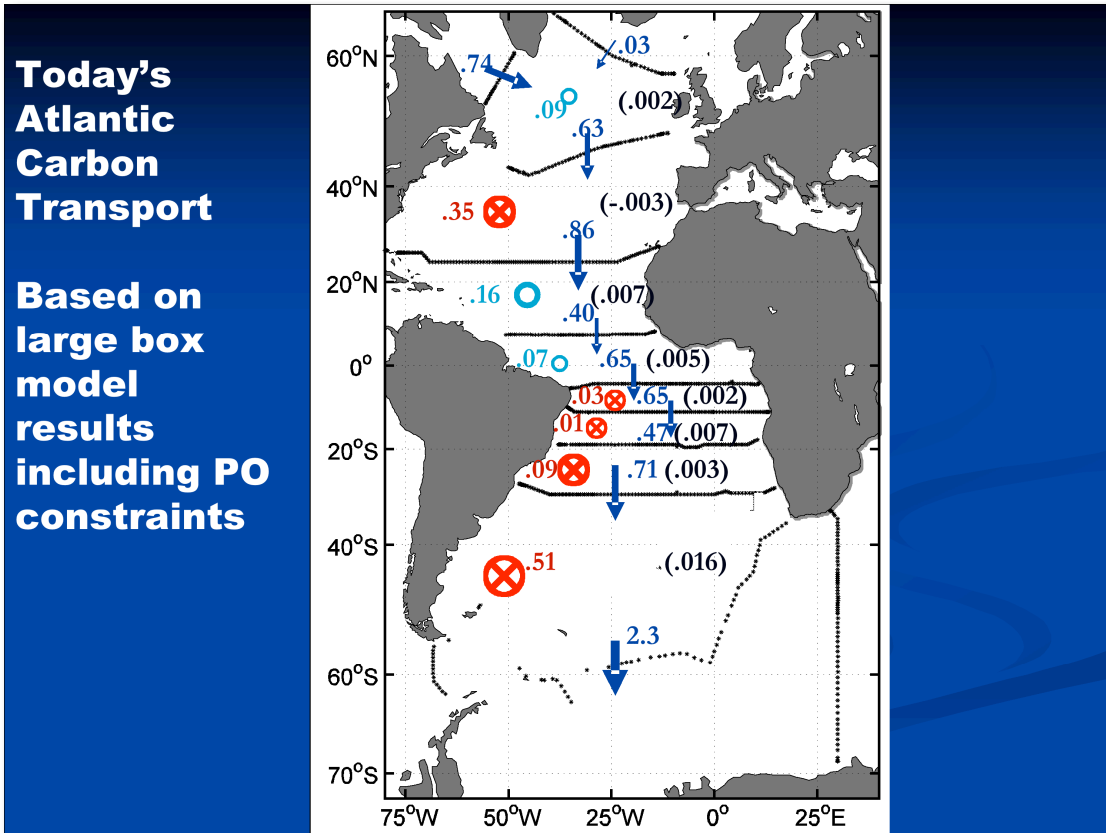 Today's
Atlantic
Carbon
Transport
Based on
large box
model
results
including PO
constraints
60°N
40°N
20°N
0°
20°S
40°S
60°S
70°S
.03
.74
.09
(.002)
.63
.35
(-.003)
.86
.16
(.007)
.40
.07
.65
(.005)
.03
.65
(.002)
.01
.47
(.007)
.09
.71
(.003)
.51
(.016)
2.3
75°W
50°W
25°W
0°
25°E